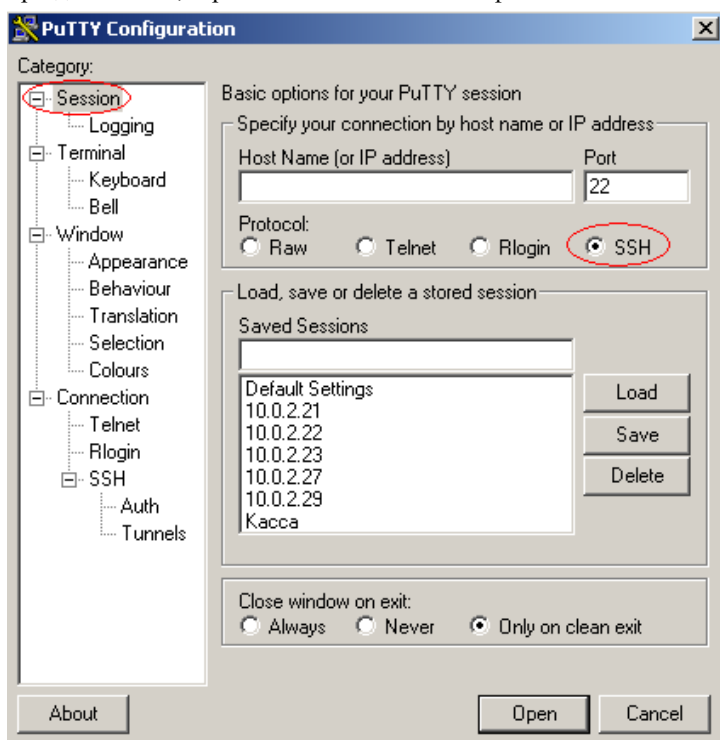 PuTTY Configuration
Category:
Session
Logging
Terminal
Keyboard
Bell
Window
Appearance
Behaviour
Translation
Selection
Colours
Connection
Telnet
Rlogin
SSH
Auth
Tunnels
Basic options for your PuTTY session
Specify your connection by host name or IP address
Host Name (or IP address) Port
22
Protocol:
Raw Telnet Rlogin SSH
Load, save or delete a stored session
Saved Sessions
Default Settings
10.0.2.21
10.0.2.22
10.0.2.23
10.0.2.27
10.0.2.29
Kacca
Load
Save
Delete
Close window on exit:
Always Never Only on clean exit
About Open Cancel